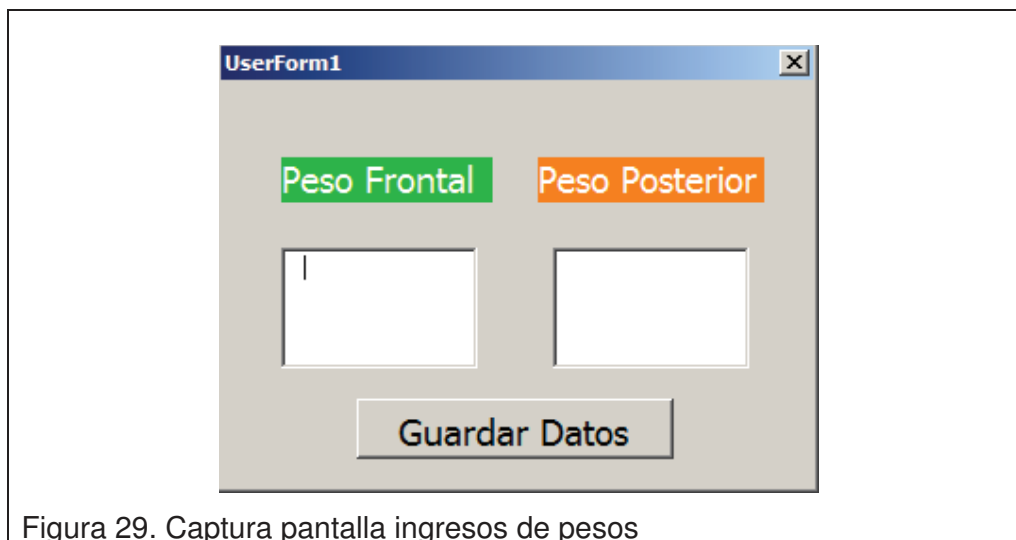 UserForm1
Peso Frontal Peso Posterior
Guardar Datos
Figura 29. Captura pantalla ingresos de pesos